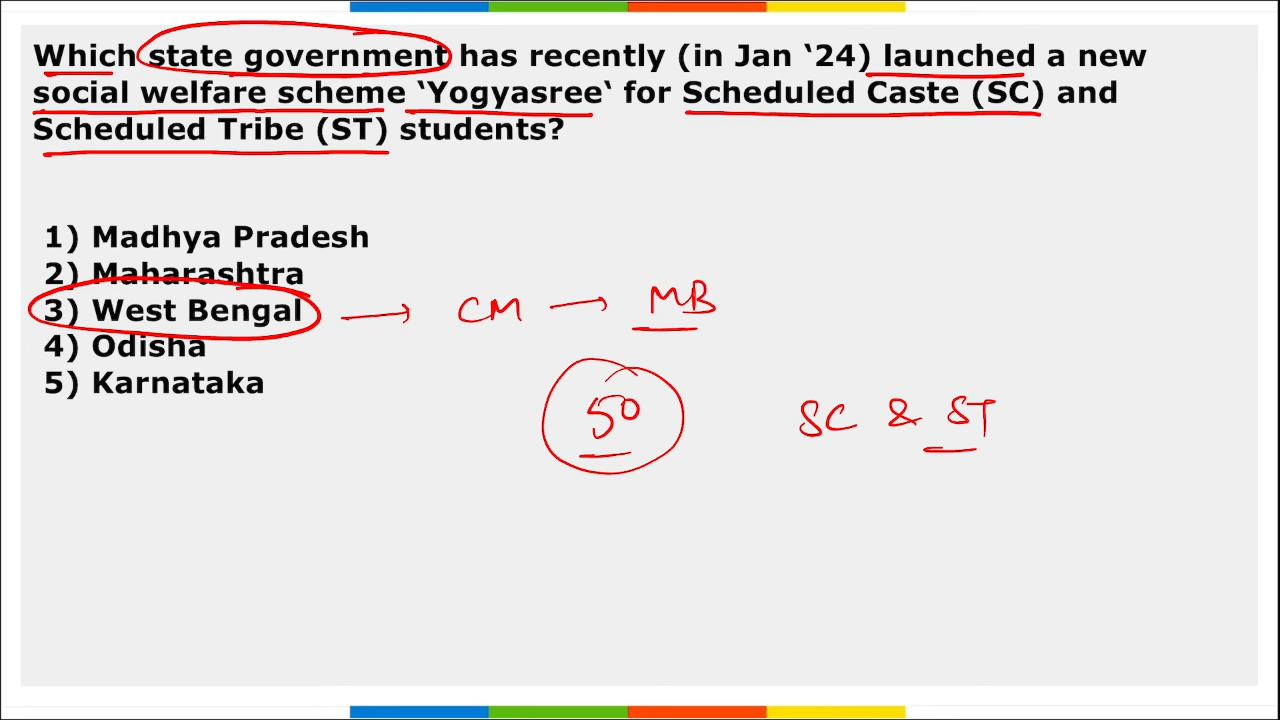 Which state government has recently (in Jan ‘24) launched a new
social welfare scheme ‘Yogyasree‘ for Scheduled Caste (SC) and
Scheduled Tribe (ST) students?
1) Madhya Pradesh
2) Maharashtra
3) West Bengal → CM → MB
4) Odisha
5) Karnataka
50 SC & ST